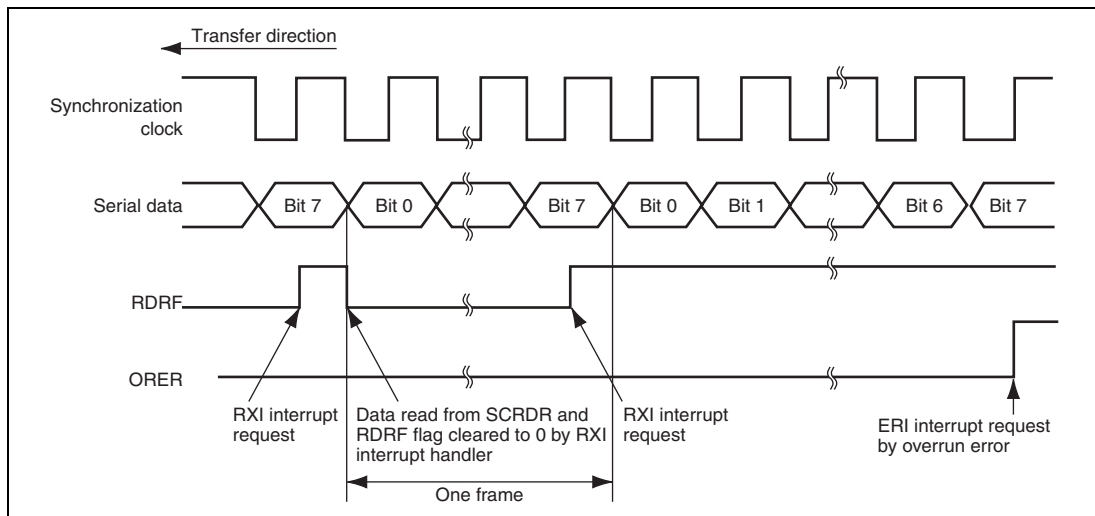 Transfer direction
Synchronization
clock
Serial data
Bit 7
Bit 0
Bit 7
Bit 0
Bit 1
Bit 6
Bit 7
RDRF
ORER
RXI interrupt
request
Data read from SCRDR and
RDRF flag cleared to 0 by RXI
interrupt handler
RXI interrupt
request
ERI interrupt request
by overrun error
One frame